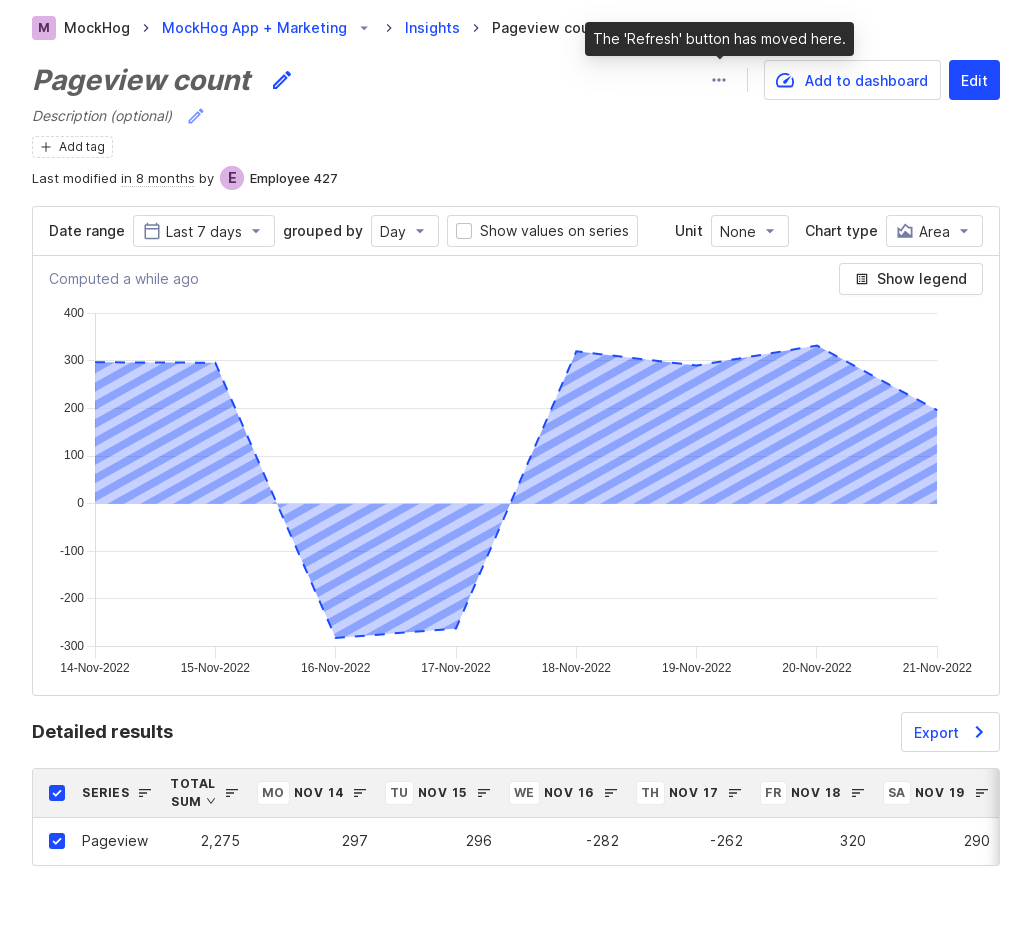 M MockHog MockHog App + Marketing Insights Pageview cou
The 'Refresh' button has moved here.
Pageview count
Add to dashboard Edit
Description (optional)
Add tag
Last modified in 8 months by E Employee 427
Date range Last 7 days grouped by Day Show values on series Unit None Chart type Area
Computed a while ago Show legend
400
300
200
100
0
-100
-200
-300
14-Nov-2022 15-Nov-2022 16-Nov-2022 17-Nov-2022 18-Nov-2022 19-Nov-2022 20-Nov-2022 21-Nov-2022
Detailed results Export
SERIES TOTAL SUM MO NOV 14 TU NOV 15 WE NOV 16 TH NOV 17 FR NOV 18 SA NOV 19
Pageview 2,275 297 296 -282 -262 320 290